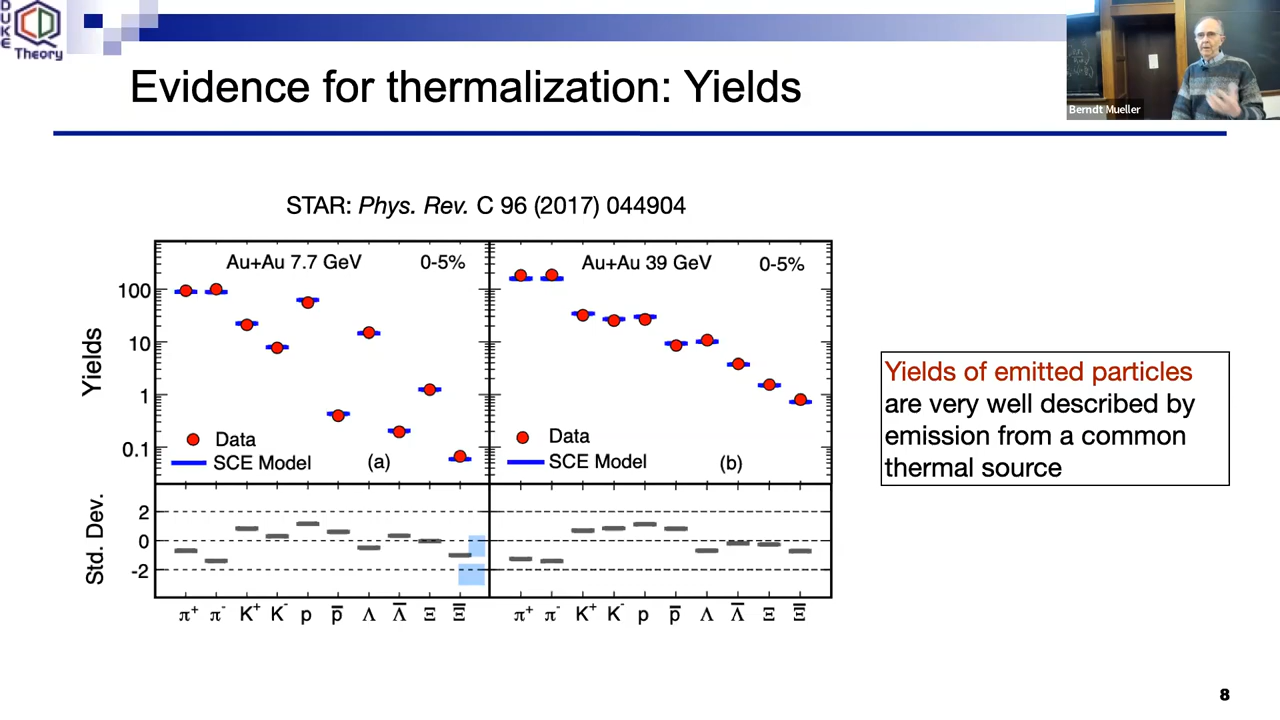 DUKE
Theory
Evidence for thermalization: Yields
Berndt Mueller
STAR: Phys. Rev. C 96 (2017) 044904
Au+Au 7.7 GeV 0-5%
Au+Au 39 GeV 0-5%
Yields
100
10
1
0.1
Data
SCE Model (a)
Data
SCE Model (b)
Std. Dev.
2
0
-2
π⁺ π⁻ K⁺ K⁻ p p̅ Λ Λ̅ Ξ Ξ̅
π⁺ π⁻ K⁺ K⁻ p p̅ Λ Λ̅ Ξ Ξ̅
Yields of emitted particles
are very well described by
emission from a common
thermal source
8